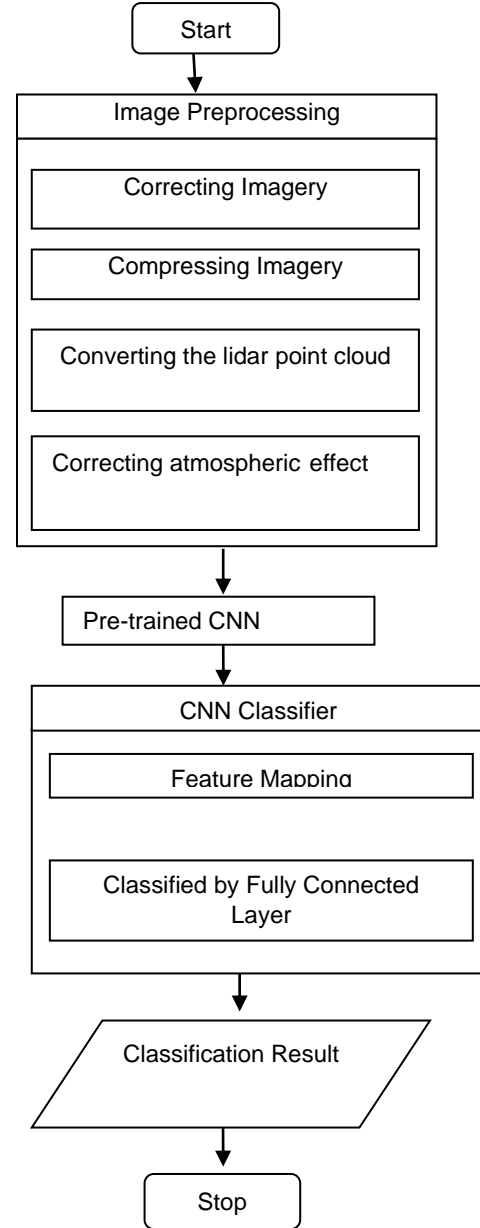 Start
Image Preprocessing
Correcting Imagery
Compressing Imagery
Converting the lidar point cloud
Correcting atmospheric effect
Pre-trained CNN
CNN Classifier
Feature Mapping
Classified by Fully Connected
Layer
Classification Result
Stop